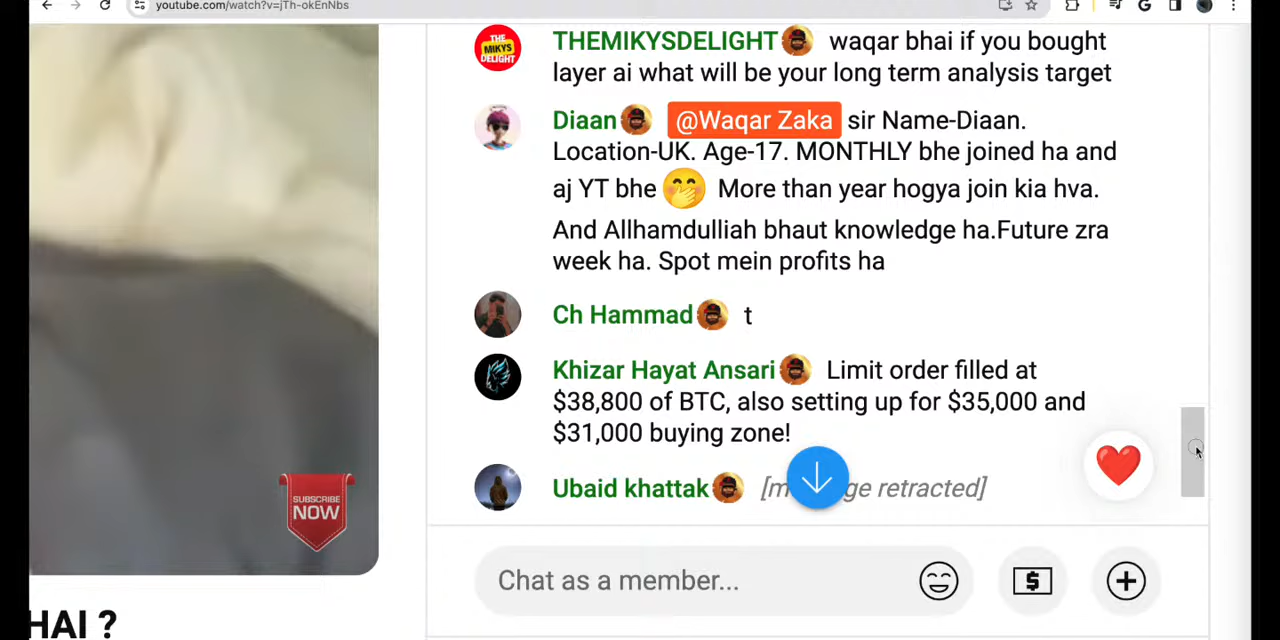 youtube.com/watch?v=jTh-okEnNbs
THE MIKYS DELIGHT
THEMIKYSDELIGHT waqar bhai if you bought
layer ai what will be your long term analysis target
Diaan @Waqar Zaka sir Name-Diaan.
Location-UK. Age-17. MONTHLY bhe joined ha and
aj YT bhe More than year hogya join kia hva.
And Allhamdulliah bhaut knowledge ha.Future zra
week ha. Spot mein profits ha
Ch Hammad t
Khizar Hayat Ansari Limit order filled at
$38,800 of BTC, also setting up for $35,000 and
$31,000 buying zone!
Ubaid khattak [m ge retracted]
SUBSCRIBE
NOW
Chat as a member...
HAI ?